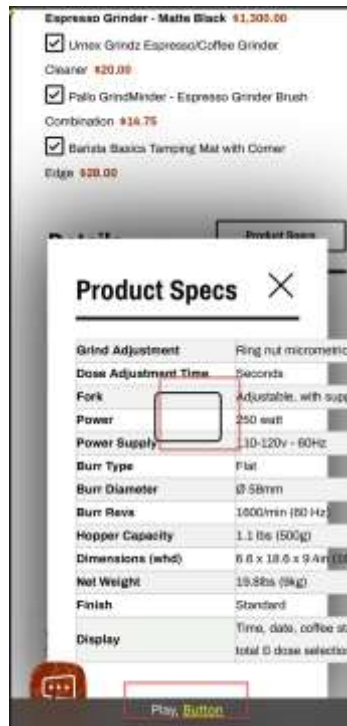 Espresso Grinder - Matte Black $1,300.00
Urnex Grindz Espresso/Coffee Grinder
Cleaner $20.00
Pallo GrindMinder - Espresso Grinder Brush
Combination $14.75
Barista Basics Tamping Mat with Corner
Edge $28.00
Product Specs
Product Specs
Grind Adjustment Ring nut micrometric
Dose Adjustment Time Seconds
Fork Adjustable, with supp
Power 250 watt
Power Supply 110-120v - 60Hz
Burr Type Flat
Burr Diameter Ø 58mm
Burr Revs 1600/min (60 Hz)
Hopper Capacity 1.1 lbs (500g)
Dimensions (whd) 6.6 x 18.6 x 9.4in
Net Weight 19.8lbs (9kg)
Finish Standard
Display Time, date, coffee st
total dose selection
Play, Button